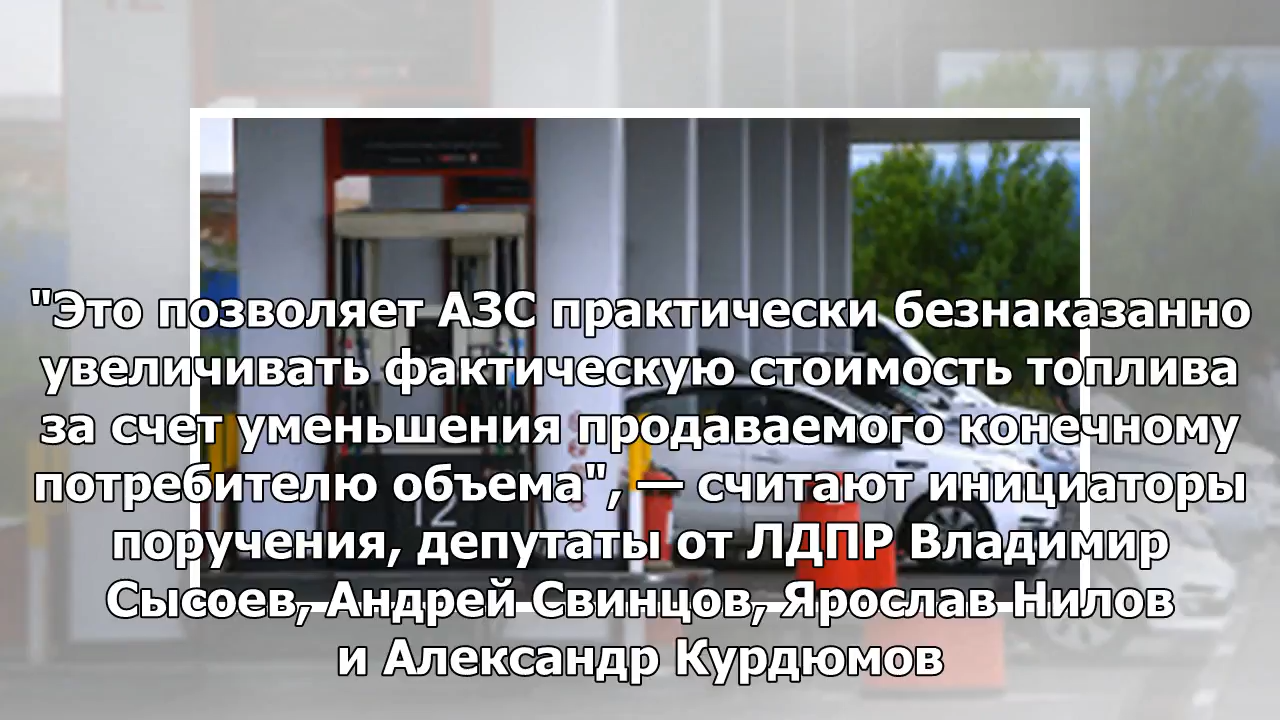 "Это позволяет АЗС практически безнаказанно
увеличивать фактическую стоимость топлива
за счет уменьшения продаваемого конечному
потребителю объема", — считают инициаторы
поручения, депутаты от ЛДПР Владимир
Сысоев, Андрей Свинцов, Ярослав Нилов
и Александр Курдюмов
12